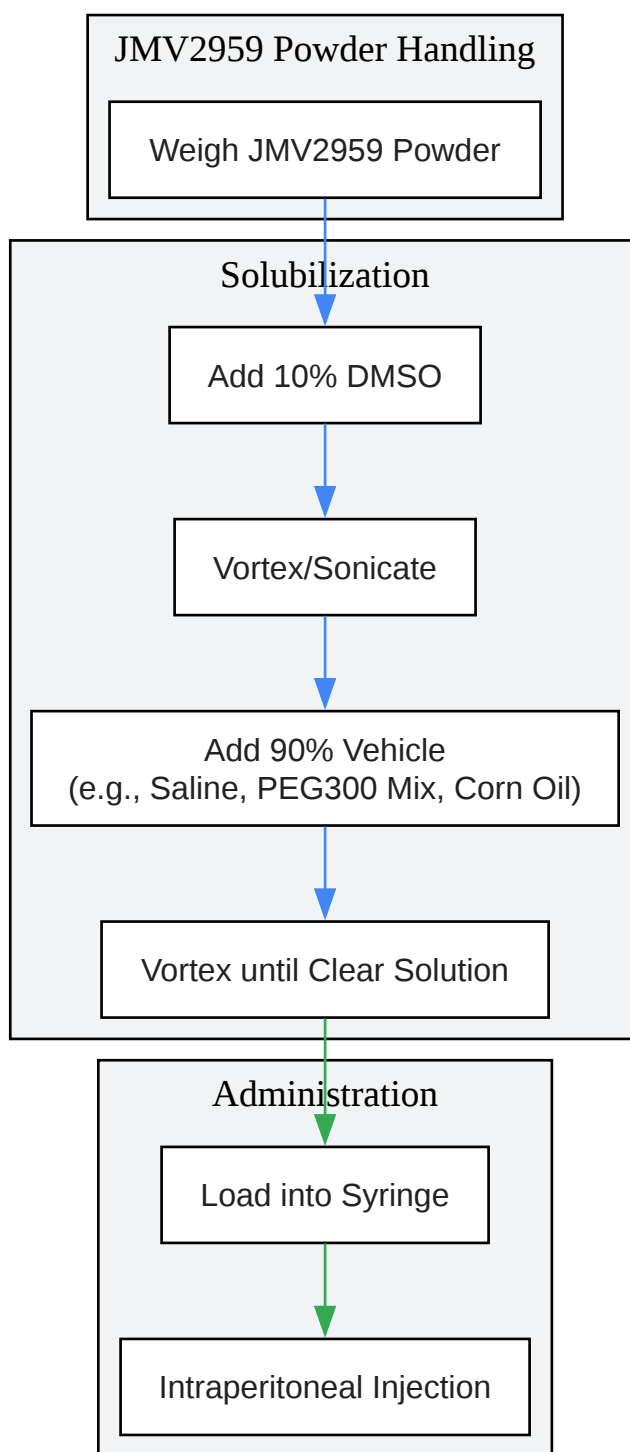 JMV2959 Powder Handling
Weigh JMV2959 Powder
Solubilization
Add 10% DMSO
Vortex/Sonicate
Add 90% Vehicle
(e.g., Saline, PEG300 Mix, Corn Oil)
Vortex until Clear Solution
Administration
Load into Syringe
Intraperitoneal Injection